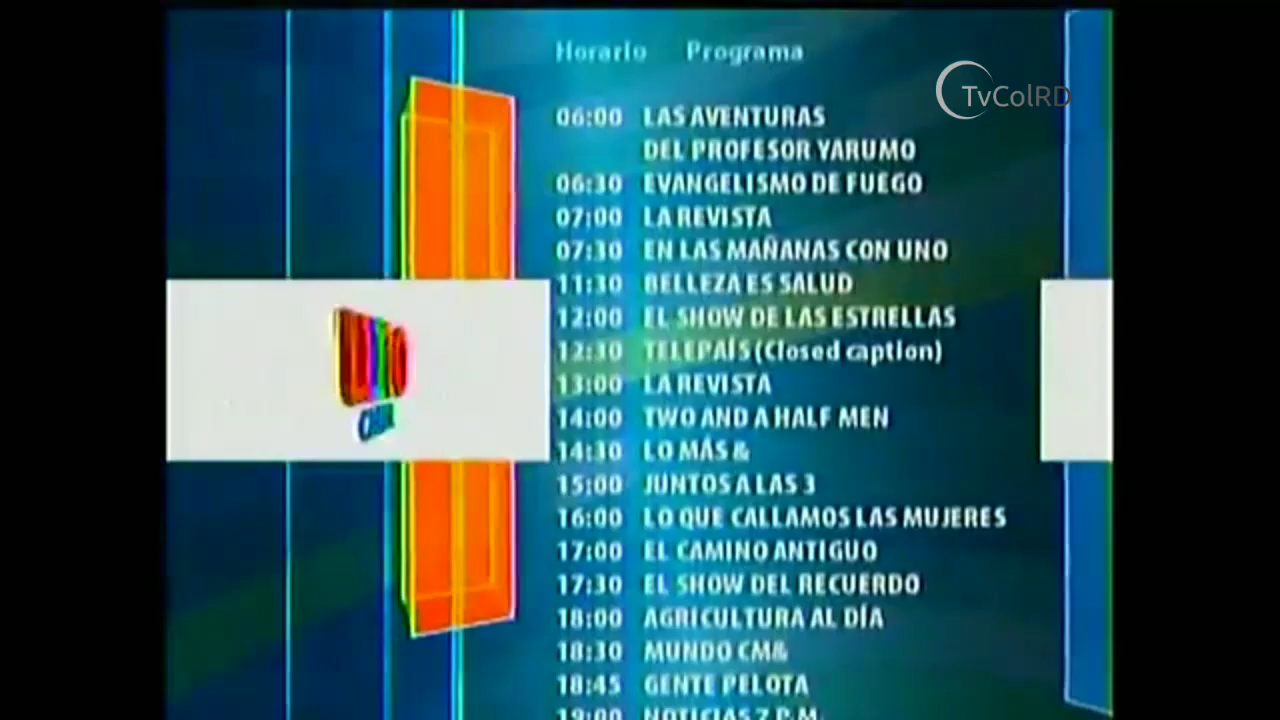 Horario Programa
TvColRD
06:00 LAS AVENTURAS
DEL PROFESOR YARUMO
06:30 EVANGELISMO DE FUEGO
07:00 LA REVISTA
07:30 EN LAS MAÑANAS CON UNO
11:30 BELLEZA ES SALUD
12:00 EL SHOW DE LAS ESTRELLAS
12:30 TELEPAÍS (Closed caption)
13:00 LA REVISTA
14:00 TWO AND A HALF MEN
14:30 LO MÁS &
15:00 JUNTOS A LAS 3
16:00 LO QUE CALLAMOS LAS MUJERES
17:00 EL CAMINO ANTIGUO
17:30 EL SHOW DEL RECUERDO
18:00 AGRICULTURA AL DÍA
18:30 MUNDO CM&
18:45 GENTE PELOTA
19:00 NOTICIAS 7 P.M.